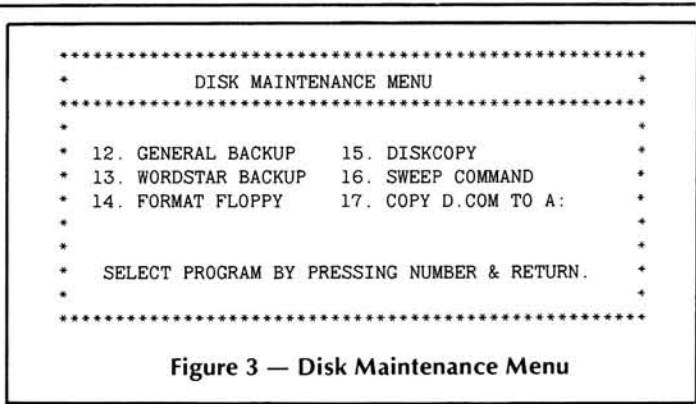 *****************************************************
* DISK MAINTENANCE MENU *
*****************************************************
* *
* 12. GENERAL BACKUP 15. DISKCOPY *
* 13. WORDSTAR BACKUP 16. SWEEP COMMAND *
* 14. FORMAT FLOPPY 17. COPY D.COM TO A: *
* *
* *
* SELECT PROGRAM BY PRESSING NUMBER & RETURN. *
* *
*****************************************************
Figure 3 — Disk Maintenance Menu